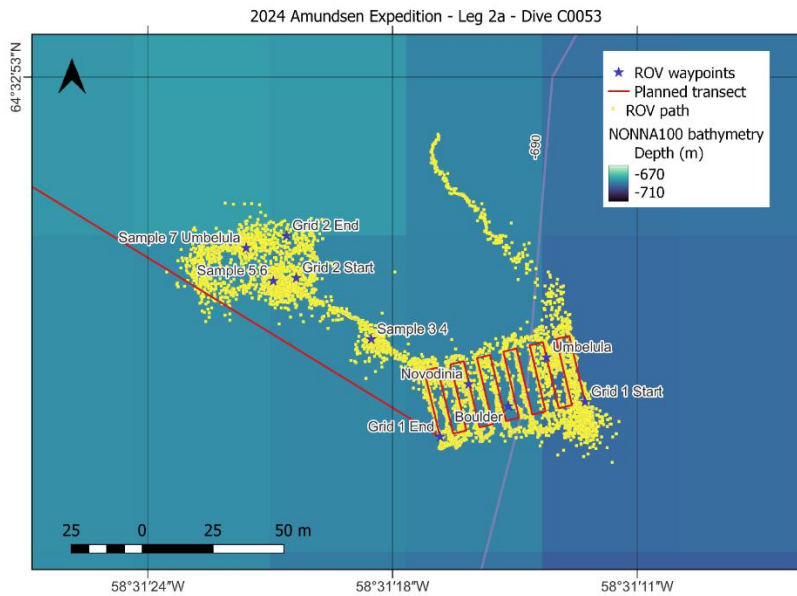 2024 Amundsen Expedition - Leg 2a - Dive C0053
64°32'53"N
ROV waypoints
Planned transect
ROV path
NONNA100 bathymetry
Depth (m)
-670
-710
-690
Grid 2 End
Sample 7 Umbelula
Sample 5 6
Grid 2 Start
Sample 3 4
Umbelula
Novodinia
Grid 1 Start
Boulder
Grid 1 End
25 0 25 50 m
58°31'24"W 58°31'18"W 58°31'11"W